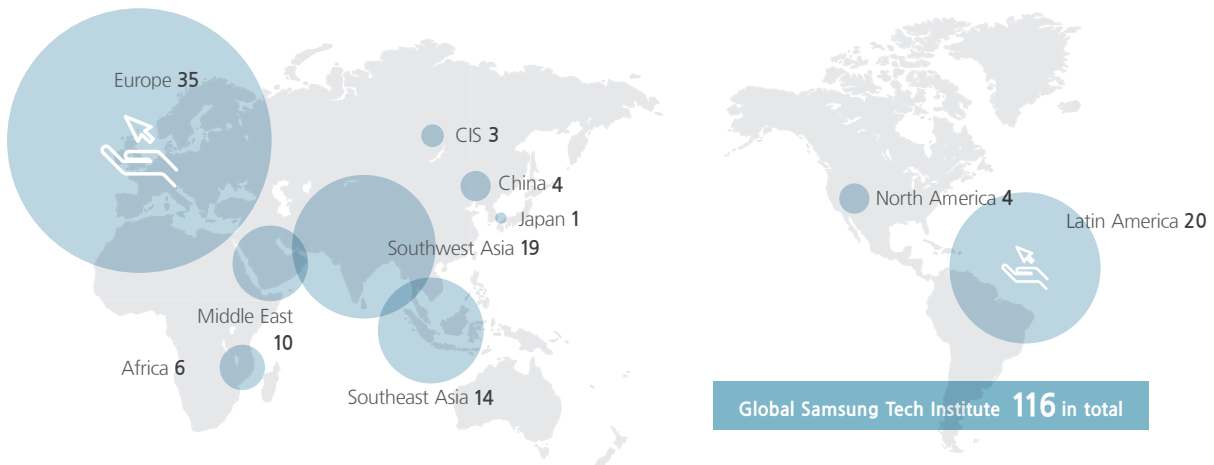 Europe 35
CIS 3
China 4
Japan 1
Southwest Asia 19
Middle East
10
Africa 6
Southeast Asia 14
North America 4
Latin America 20
Global Samsung Tech Institute 116 in total